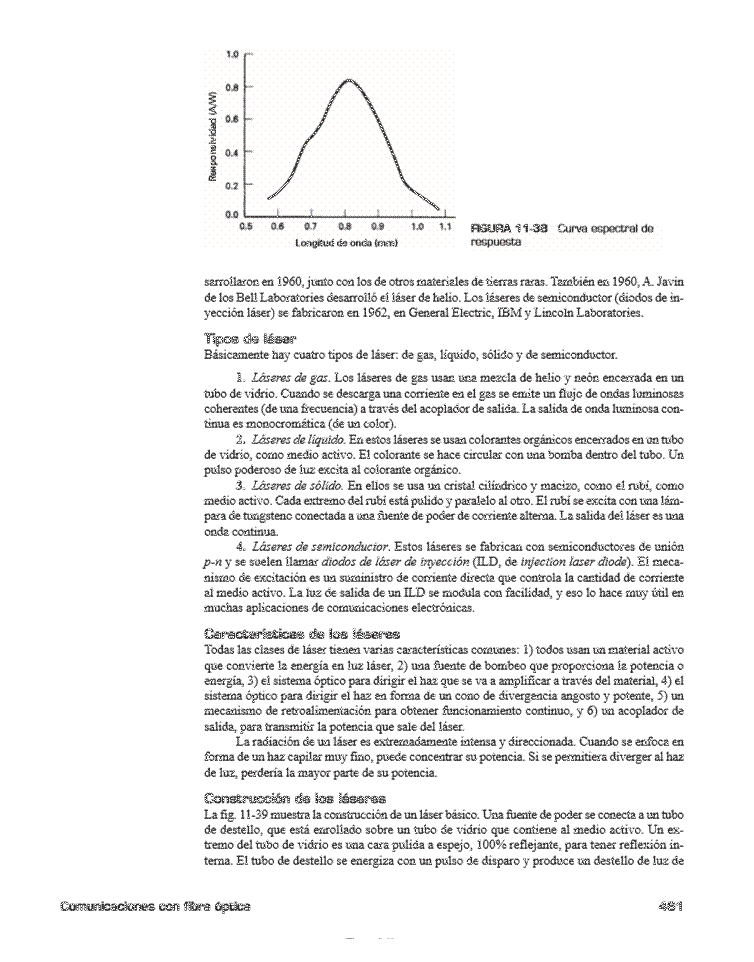 1.0
0.8
0.6
0.4
0.2
0.0
Responsividad (A/W)
0.5 0.6 0.7 0.8 0.9 1.0 1.1
Longitud de onda (mm)
FIGURA 11-38 Curva espectral de
respuesta
sarrollaron en 1960, junto con los de otros materiales de tierras raras. También en 1960, A. Javin
de los Bell Laboratories desarrolló el láser de helio. Los láseres de semiconductor (diodos de in-
yección láser) se fabricaron en 1962, en General Electric, IBM y Lincoln Laboratories.
Tipos de láser
Básicamente hay cuatro tipos de láser: de gas, líquido, sólido y de semiconductor.
1. Láseres de gas. Los láseres de gas usan una mezcla de helio y neón encerrada en un
tubo de vidrio. Cuando se descarga una corriente en el gas se emite un flujo de ondas luminosas
coherentes (de una frecuencia) a través del acoplador de salida. La salida de onda luminosa con-
tinua es monocromática (de un color).
2. Láseres de líquido. En estos láseres se usan colorantes orgánicos encerrados en un tubo
de vidrio, como medio activo. El colorante se hace circular con una bomba dentro del tubo. Un
pulso poderoso de luz excita al colorante orgánico.
3. Láseres de sólido. En ellos se usa un cristal cilíndrico y macizo, como el rubí, como
medio activo. Cada extremo del rubí está pulido y paralelo al otro. El rubí se excita con una lám-
para de tungsteno conectada a una fuente de poder de corriente alterna. La salida del láser es una
onda continua.
4. Láseres de semiconductor. Estos láseres se fabrican con semiconductores de unión
p-n y se suelen llamar diodos de láser de inyección (ILD, de injection laser diode). El meca-
nismo de excitación es un suministro de corriente directa que controla la cantidad de corriente
al medio activo. La luz de salida de un ILD se modula con facilidad, y eso lo hace muy útil en
muchas aplicaciones de comunicaciones electrónicas.
Características de los láseres
Todas las clases de láser tienen varias características comunes: 1) todos usan un material activo
que convierte la energía en luz láser, 2) una fuente de bombeo que proporciona la potencia o
energía, 3) el sistema óptico para dirigir el haz que se va a amplificar a través del material, 4) el
sistema óptico para dirigir el haz en forma de un cono de divergencia angosto y potente, 5) un
mecanismo de retroalimentación para obtener funcionamiento continuo, y 6) un acoplador de
salida, para transmitir la potencia que sale del láser.
La radiación de un láser es extremadamente intensa y direccionada. Cuando se enfoca en
forma de un haz capilar muy fino, puede concentrar su potencia. Si se permitiera diverger al haz
de luz, perdería la mayor parte de su potencia.
Construcción de los láseres
La fig. 11-39 muestra la construcción de un láser básico. Una fuente de poder se conecta a un tubo
de destello, que está enrollado sobre un tubo de vidrio que contiene al medio activo. Un ex-
tremo del tubo de vidrio es una cara pulida a espejo, 100% reflejante, para tener reflexión in-
terna. El tubo de destello se energiza con un pulso de disparo y produce un destello de luz de
Comunicaciones con fibra óptica 461